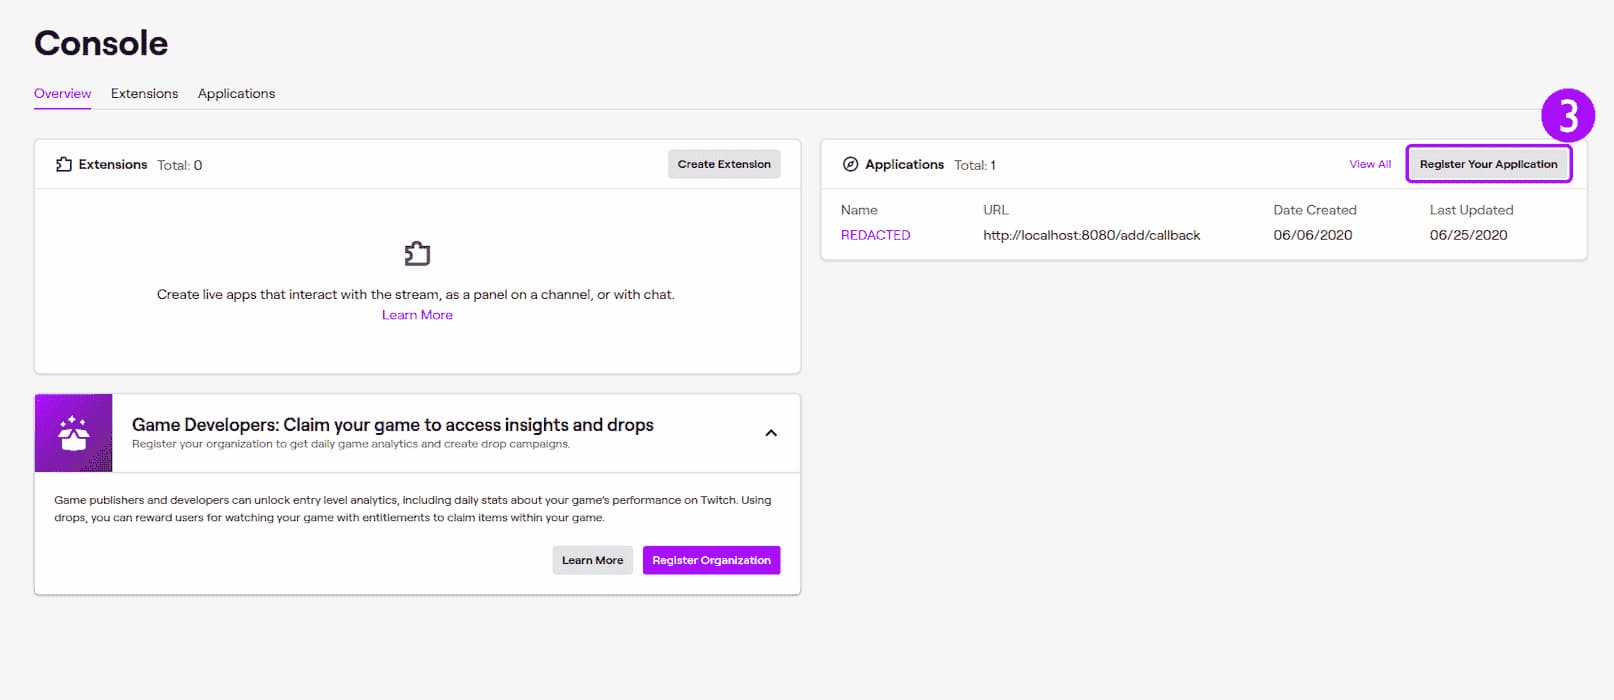 Console
Overview Extensions Applications
3
Extensions Total: 0 Create Extension
Create live apps that interact with the stream, as a panel on a channel, or with chat.
Learn More
Game Developers: Claim your game to access insights and drops
Register your organization to get daily game analytics and create drop campaigns.
Game publishers and developers can unlock entry level analytics, including daily stats about your game's performance on Twitch. Using
drops, you can reward users for watching your game with entitlements to claim items within your game.
Learn More Register Organization
Applications Total: 1 View All Register Your Application
Name URL Date Created Last Updated
REDACTED http://localhost:8080/add/callback 06/06/2020 06/25/2020